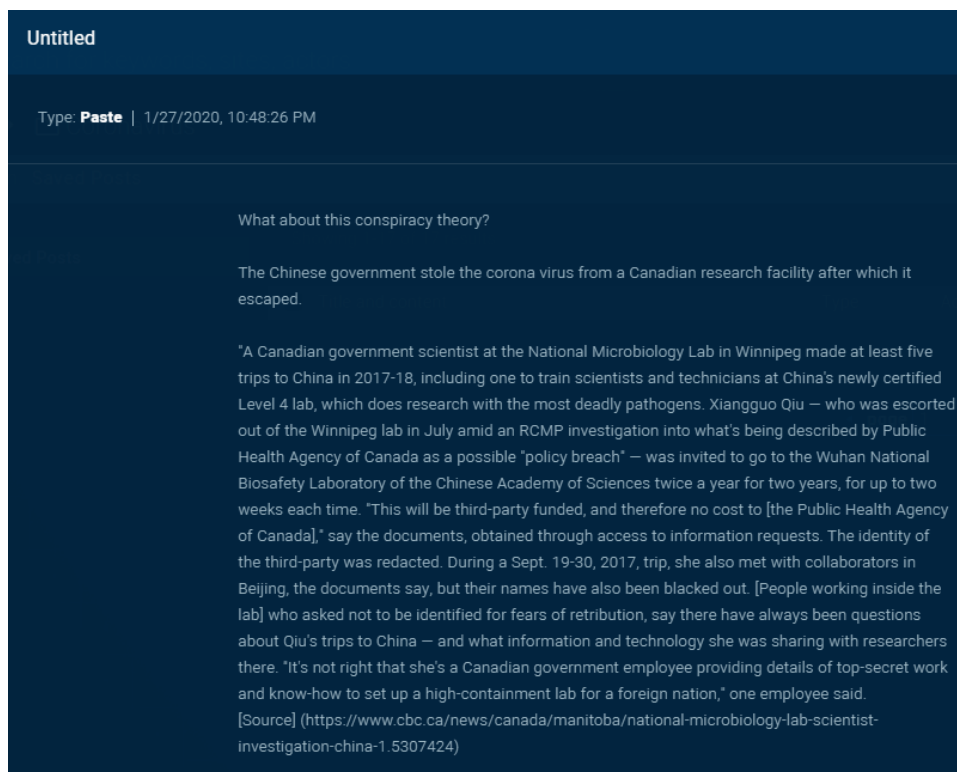 Untitled
Type: Paste | 1/27/2020, 10:48:26 PM
What about this conspiracy theory?
The Chinese government stole the corona virus from a Canadian research facility after which it
escaped.
"A Canadian government scientist at the National Microbiology Lab in Winnipeg made at least five
trips to China in 2017-18, including one to train scientists and technicians at China's newly certified
Level 4 lab, which does research with the most deadly pathogens. Xiangguo Qiu — who was escorted
out of the Winnipeg lab in July amid an RCMP investigation into what's being described by Public
Health Agency of Canada as a possible "policy breach" — was invited to go to the Wuhan National
Biosafety Laboratory of the Chinese Academy of Sciences twice a year for two years, for up to two
weeks each time. "This will be third-party funded, and therefore no cost to [the Public Health Agency
of Canada]," say the documents, obtained through access to information requests. The identity of
the third-party was redacted. During a Sept. 19-30, 2017, trip, she also met with collaborators in
Beijing, the documents say, but their names have also been blacked out. [People working inside the
lab] who asked not to be identified for fears of retribution, say there have always been questions
about Qiu's trips to China — and what information and technology she was sharing with researchers
there. "It's not right that she's a Canadian government employee providing details of top-secret work
and know-how to set up a high-containment lab for a foreign nation," one employee said.
[Source] (https://www.cbc.ca/news/canada/manitoba/national-microbiology-lab-scientist-
investigation-china-1.5307424)